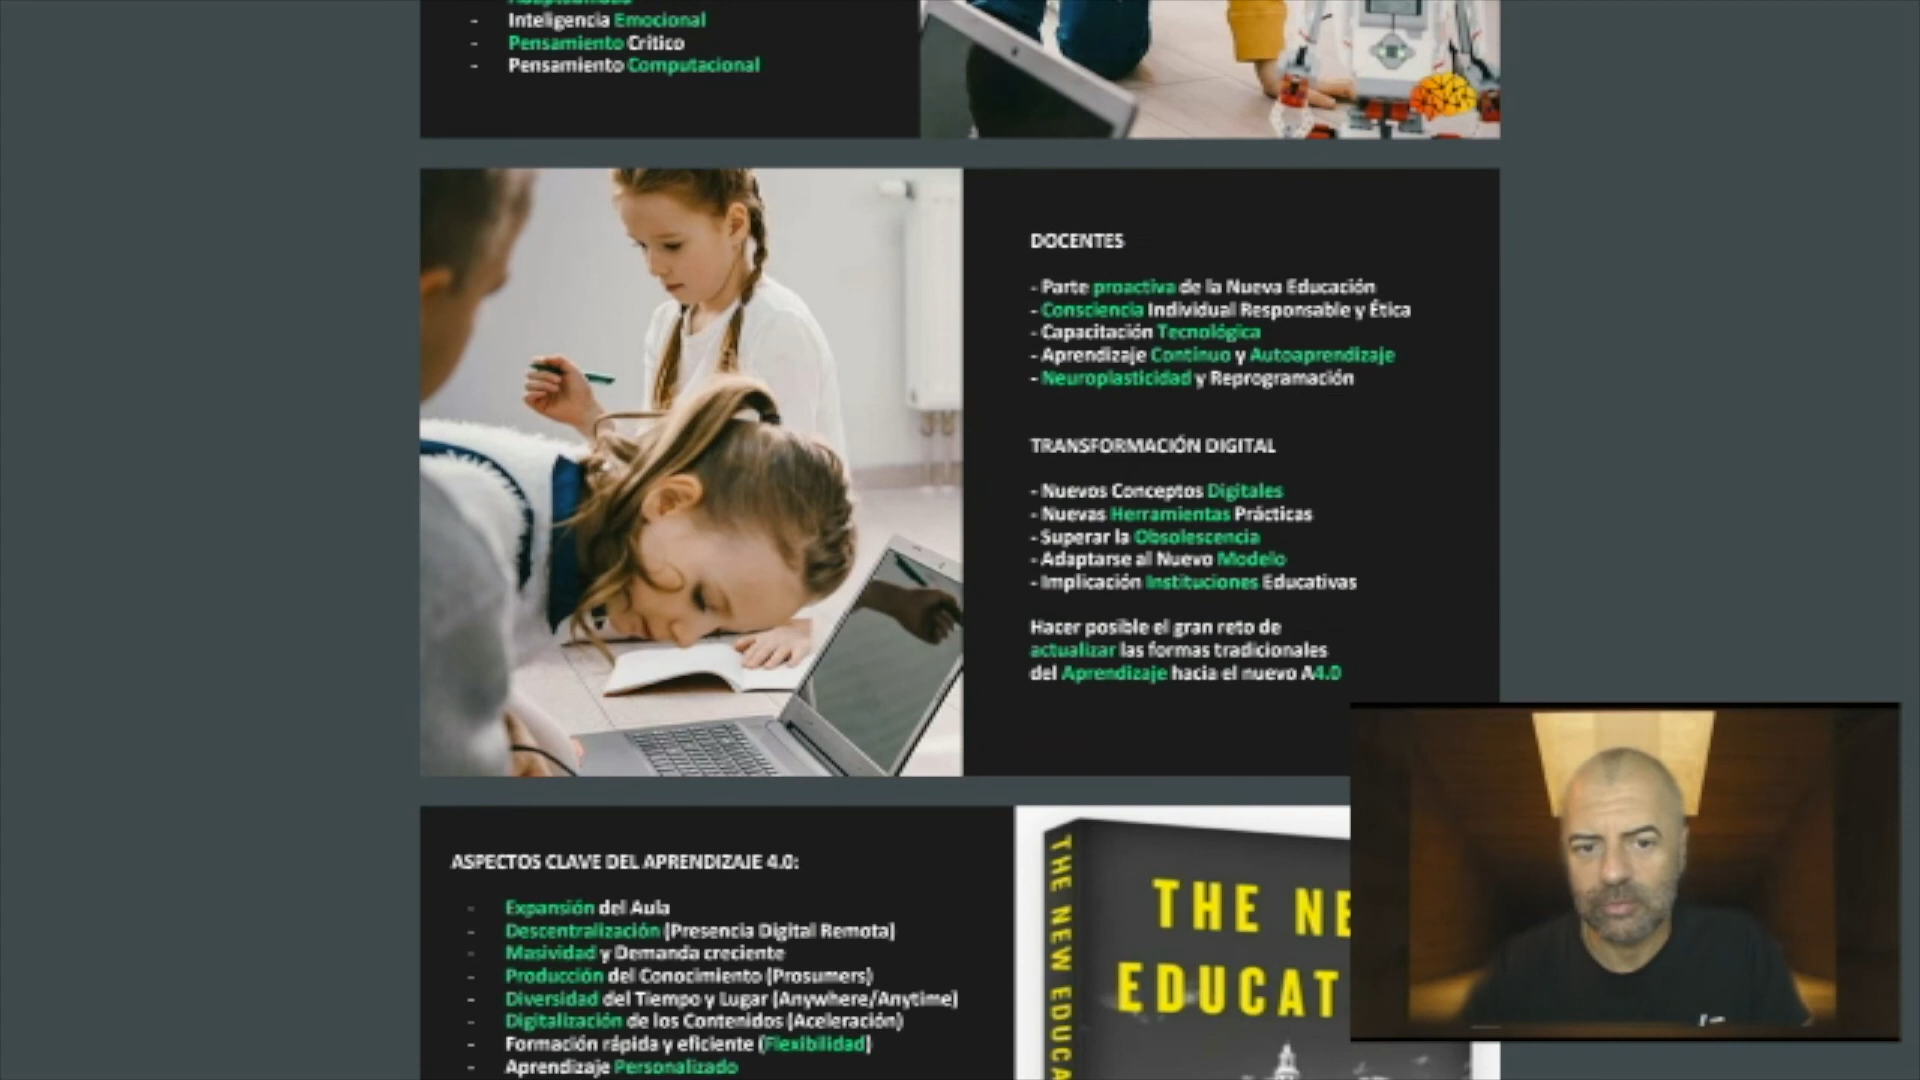 Inteligencia Emocional
Pensamiento Critico
Pensamiento Computacional
DOCENTES
- Parte proactiva de la Nueva Educación
- Consciencia Individual Responsable y Ética
- Capacitación Tecnológica
- Aprendizaje Continuo y Autoaprendizaje
- Neuroplasticidad y Reprogramación
TRANSFORMACIÓN DIGITAL
- Nuevos Conceptos Digitales
- Nuevas Herramientas Prácticas
- Superar la Obsolescencia
- Adaptarse al Nuevo Modelo
- Implicación Instituciones Educativas
Hacer posible el gran reto de
actualizar las formas tradicionales
del Aprendizaje hacia el nuevo A4.0
ASPECTOS CLAVE DEL APRENDIZAJE 4.0:
- Expansión del Aula
- Descentralización (Presencia Digital Remota)
- Masividad y Demanda creciente
- Producción del Conocimiento (Prosumers)
- Diversidad del Tiempo y Lugar (Anywhere/Anytime)
- Digitalización de los Contenidos (Aceleración)
- Formación rápida y eficiente (Flexibilidad)
- Aprendizaje Personalizado
THE NEW EDUCA
THE NE
EDUCAT